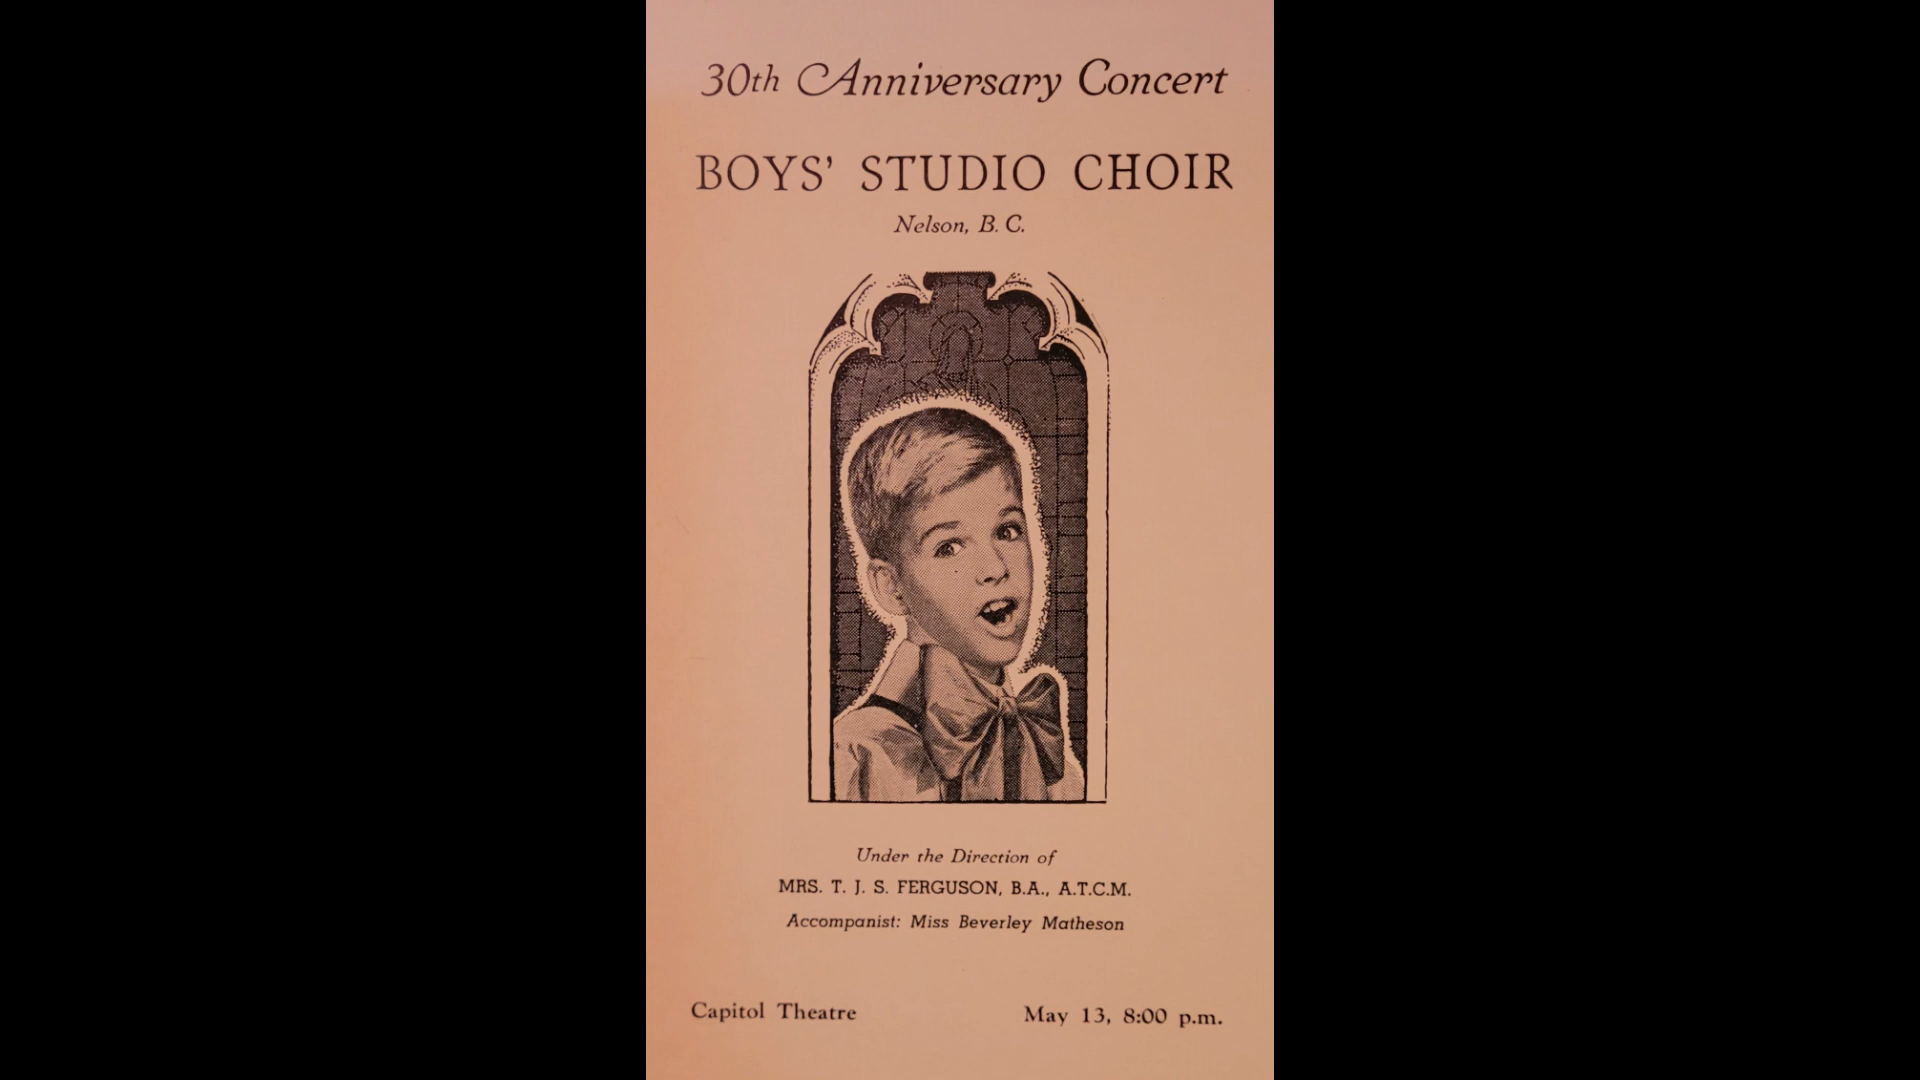 30th Anniversary Concert
BOYS' STUDIO CHOIR
Nelson, B. C.
Under the Direction of
MRS. T. J. S. FERGUSON, B.A., A.T.C.M.
Accompanist: Miss Beverley Matheson
Capitol Theatre
May 13, 8:00 p.m.